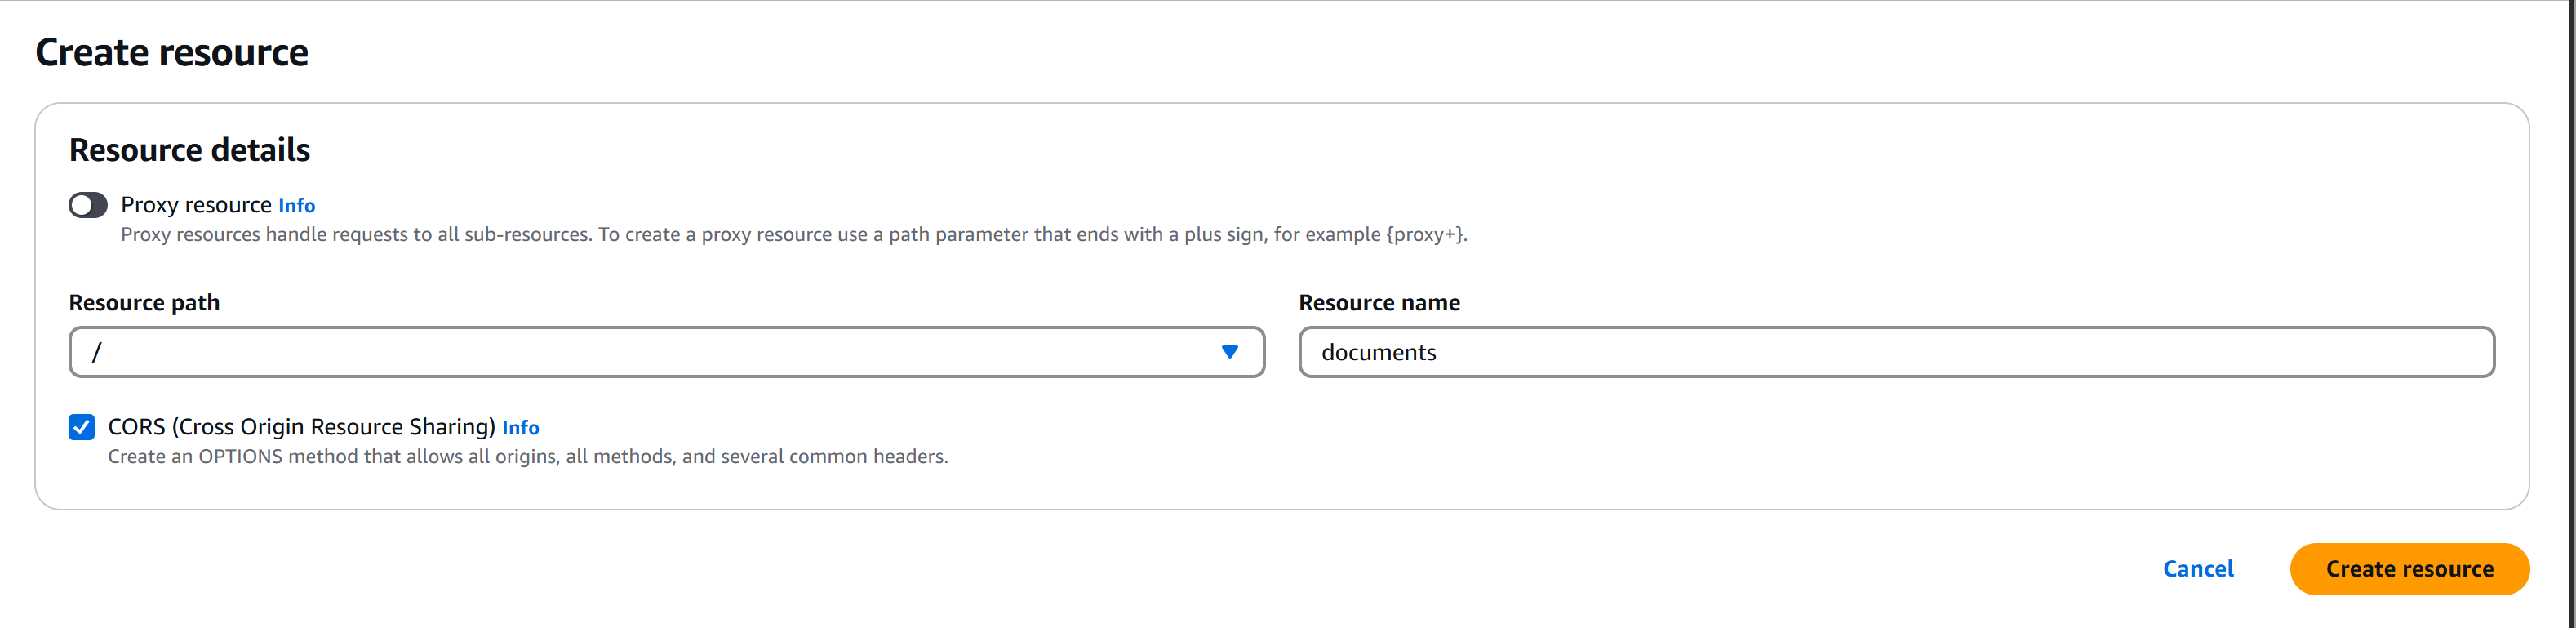 Create resource
Resource details
Proxy resource Info
Proxy resources handle requests to all sub-resources. To create a proxy resource use a path parameter that ends with a plus sign, for example {proxy+}.
Resource path
Resource name
/
documents
CORS (Cross Origin Resource Sharing) Info
Create an OPTIONS method that allows all origins, all methods, and several common headers.
Cancel
Create resource